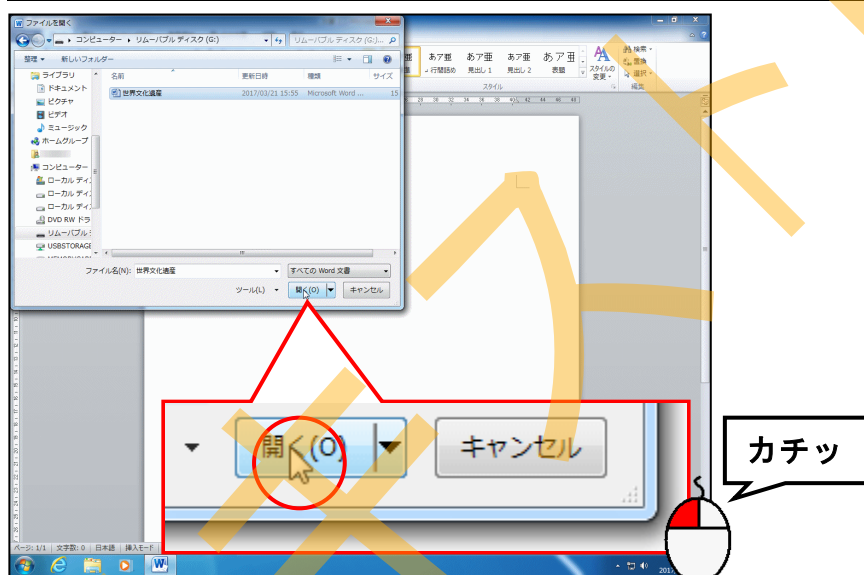 ファイルを開く
コンピューター ▸ リムーバブル ディスク (G:)
リムーバブル ディスク (G:)...
整理 ▾ 新しいフォルダー
ライブラリ
ドキュメント
ピクチャ
ビデオ
ミュージック
ホームグループ
コンピューター
ローカル ディ
ローカル ディ
ローカル ディ
DVD RW ドラ
リムーバブル
USBSTORAGE
名前 更新日時 種類 サイズ
世界文化遺産 2017/03/21 15:55 Microsoft Word ... 15
ファイル名(N): 世界文化遺産 すべての Word 文書
ツール(L) 開く(O) キャンセル
あア亜 あア亜 あア亜 あア亜
行間詰め 見出し 1 見出し 2 表題
スタイルの変更
スタイル
検索
置換
選択
編集
開く(O) キャンセル
カチッ
ページ: 1/1 文字数: 0 日本語 挿入モード